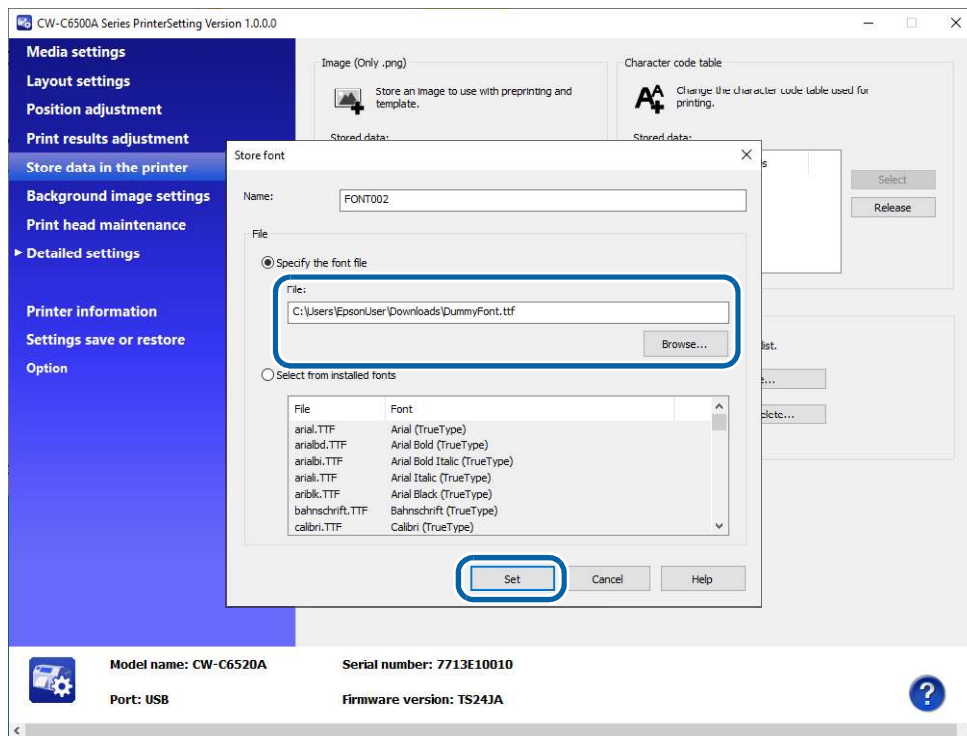 CW-C6500A Series PrinterSetting Version 1.0.0.0
Media settings
Layout settings
Position adjustment
Print results adjustment
Store data in the printer
Background image settings
Print head maintenance
Detailed settings
Printer information
Settings save or restore
Option
Image (Only .png)
Store an image to use with preprinting and
template.
Stored data:
Character code table
Change the character code table used for
printing.
Stored data:
s
Select
Release
list.
...
elete...
Store font
Name:
FONT002
File
Specify the font file
File:
C:\Users\EpsonUser\Downloads\DummyFont.ttf
Browse...
Select from installed fonts
File Font
arial.TTF Arial (TrueType)
arialbd.TTF Arial Bold (TrueType)
arialbi.TTF Arial Bold Italic (TrueType)
ariali.TTF Arial Italic (TrueType)
ariblk.TTF Arial Black (TrueType)
bahnschrift.TTF Bahnschrift (TrueType)
calibri.TTF Calibri (TrueType)
Set Cancel Help
Model name: CW-C6520A Serial number: 7713E10010
Port: USB Firmware version: TS24JA
?